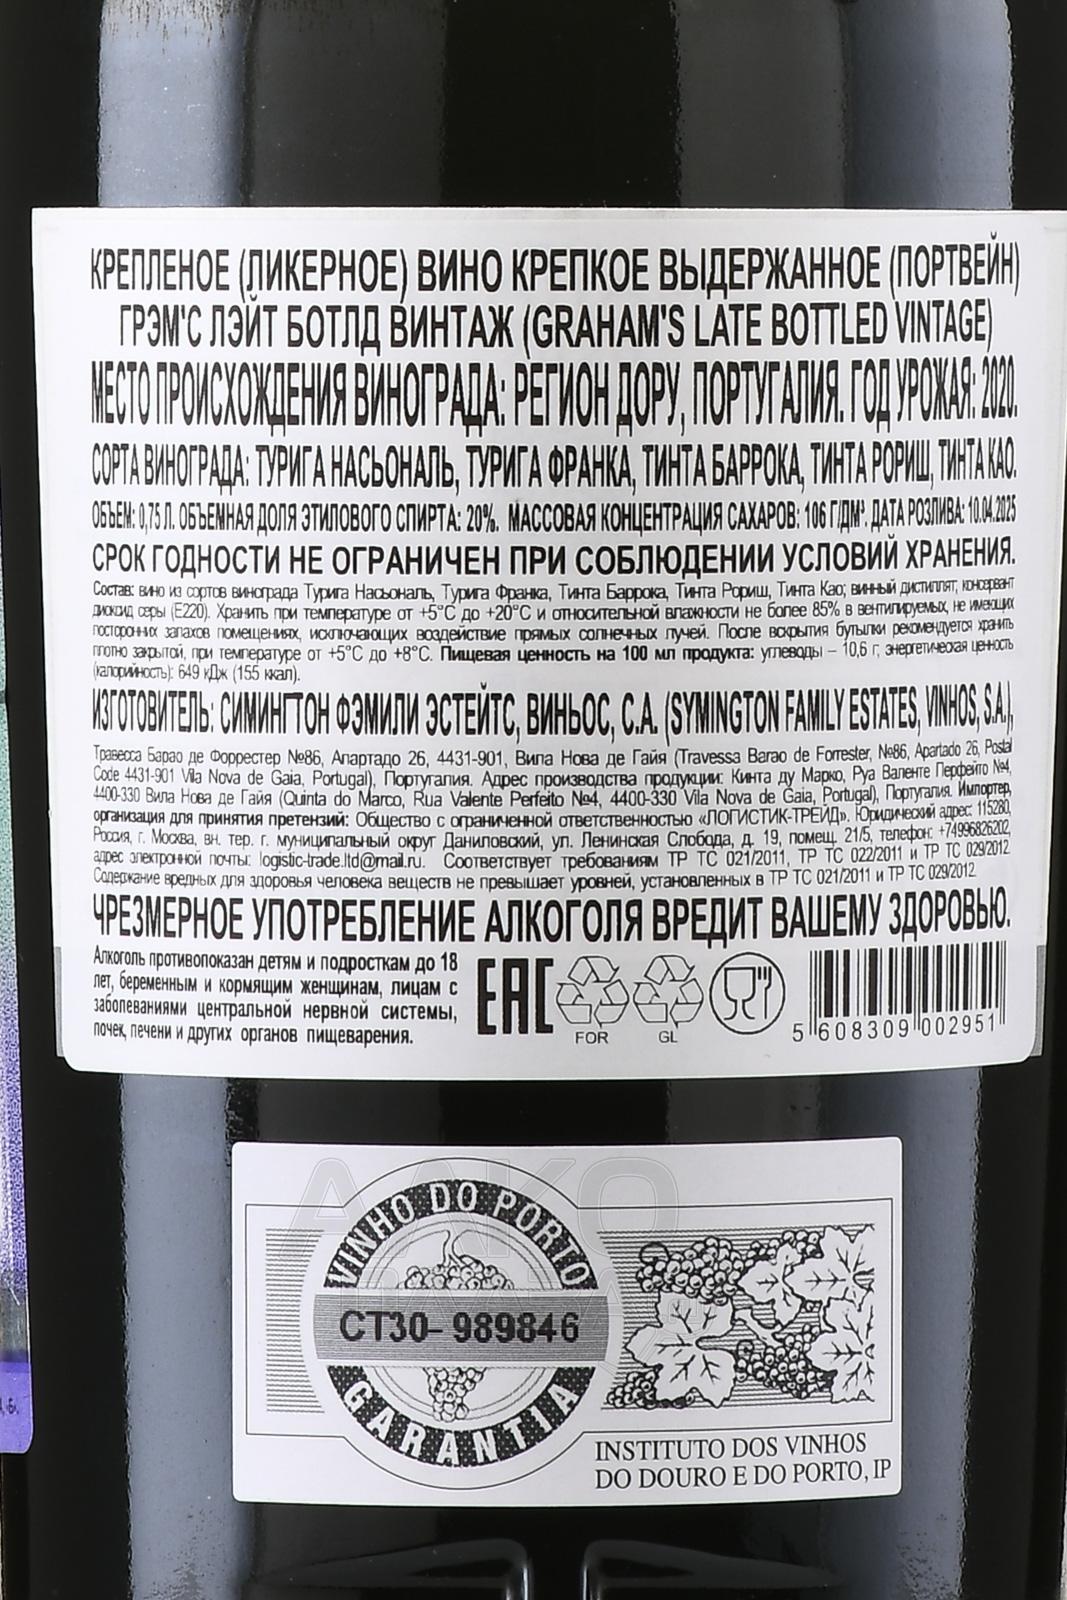 КРЕПЛЕНОЕ (ЛИКЕРНОЕ) ВИНО КРЕПКОЕ ВЫДЕРЖАННОЕ (ПОРТВЕЙН)
ГРЭМ'С ЛЭЙТ БОТЛД ВИНТАЖ (GRAHAM'S LATE BOTTLED VINTAGE)
МЕСТО ПРОИСХОЖДЕНИЯ ВИНОГРАДА: РЕГИОН ДОРУ, ПОРТУГАЛИЯ. ГОД УРОЖАЯ: 2020.
СОРТА ВИНОГРАДА: ТУРИГА НАСЬОНАЛЬ, ТУРИГА ФРАНКА, ТИНТА БАРРОКА, ТИНТА РОРИШ, ТИНТА КАО.
ОБЪЕМ: 0,75 Л. ОБЪЕМНАЯ ДОЛЯ ЭТИЛОВОГО СПИРТА: 20%. МАССОВАЯ КОНЦЕНТРАЦИЯ САХАРОВ: 106 Г/ДМ³. ДАТА РОЗЛИВА: 10.04.2025
СРОК ГОДНОСТИ НЕ ОГРАНИЧЕН ПРИ СОБЛЮДЕНИИ УСЛОВИЙ ХРАНЕНИЯ.
Состав: вино из сортов винограда Турига Насьональ, Турига Франка, Тинта Баррока, Тинта Рориш, Тинта Као; винный дистиллят; консервант
диоксид серы (Е220). Хранить при температуре от +5°С до +20°С и относительной влажности не более 85% в вентилируемых, не имеющих
посторонних запахов помещениях, исключающих воздействие прямых солнечных лучей. После вскрытия бутылки рекомендуется хранить
плотно закрытой, при температуре от +5°С до +8°С. Пищевая ценность на 100 мл продукта: углеводы – 10,6 г; энергетическая ценность
(калорийность): 649 кДж (155 ккал).
ИЗГОТОВИТЕЛЬ: СИМИНГТОН ФЭМИЛИ ЭСТЕЙТС, ВИНЬОС, С.А. (SYMINGTON FAMILY ESTATES, VINHOS, S.A.),
Травесса Барао де Форрестер №86, Апартадо 26, 4431-901, Вила Нова де Гайя (Travessa Barao de Forrester, №86, Apartado 26, Postal
Code 4431-901 Vila Nova de Gaia, Portugal), Португалия. Адрес производства продукции: Кинта ду Марко, Руа Валенте Перфейто №4,
4400-330 Вила Нова де Гайя (Quinta do Marco, Rua Valente Perfeito №4, 4400-330 Vila Nova de Gaia, Portugal), Португалия. Импортер,
организация для принятия претензий: Общество с ограниченной ответственностью «ЛОГИСТИК-ТРЕЙД». Юридический адрес: 115280,
Россия, г. Москва, вн. тер. г. муниципальный округ Даниловский, ул. Ленинская Слобода, д. 19, помещ. 21/5, телефон: +74996826202,
адрес электронной почты: logistic-trade.ltd@mail.ru. Соответствует требованиям ТР ТС 021/2011, ТР ТС 022/2011 и ТР ТС 029/2012.
Содержание вредных для здоровья человека веществ не превышает уровней, установленных в ТР ТС 021/2011 и ТР ТС 029/2012.
ЧРЕЗМЕРНОЕ УПОТРЕБЛЕНИЕ АЛКОГОЛЯ ВРЕДИТ ВАШЕМУ ЗДОРОВЬЮ.
Алкоголь противопоказан детям и подросткам до 18
лет, беременным и кормящим женщинам, лицам с
заболеваниями центральной нервной системы,
почек, печени и других органов пищеварения.
EAC
FOR
GL
5 608309 002951
VINHO DO PORTO
CT30- 989846
GARANTIA
INSTITUTO DOS VINHOS
DO DOURO E DO PORTO, IP